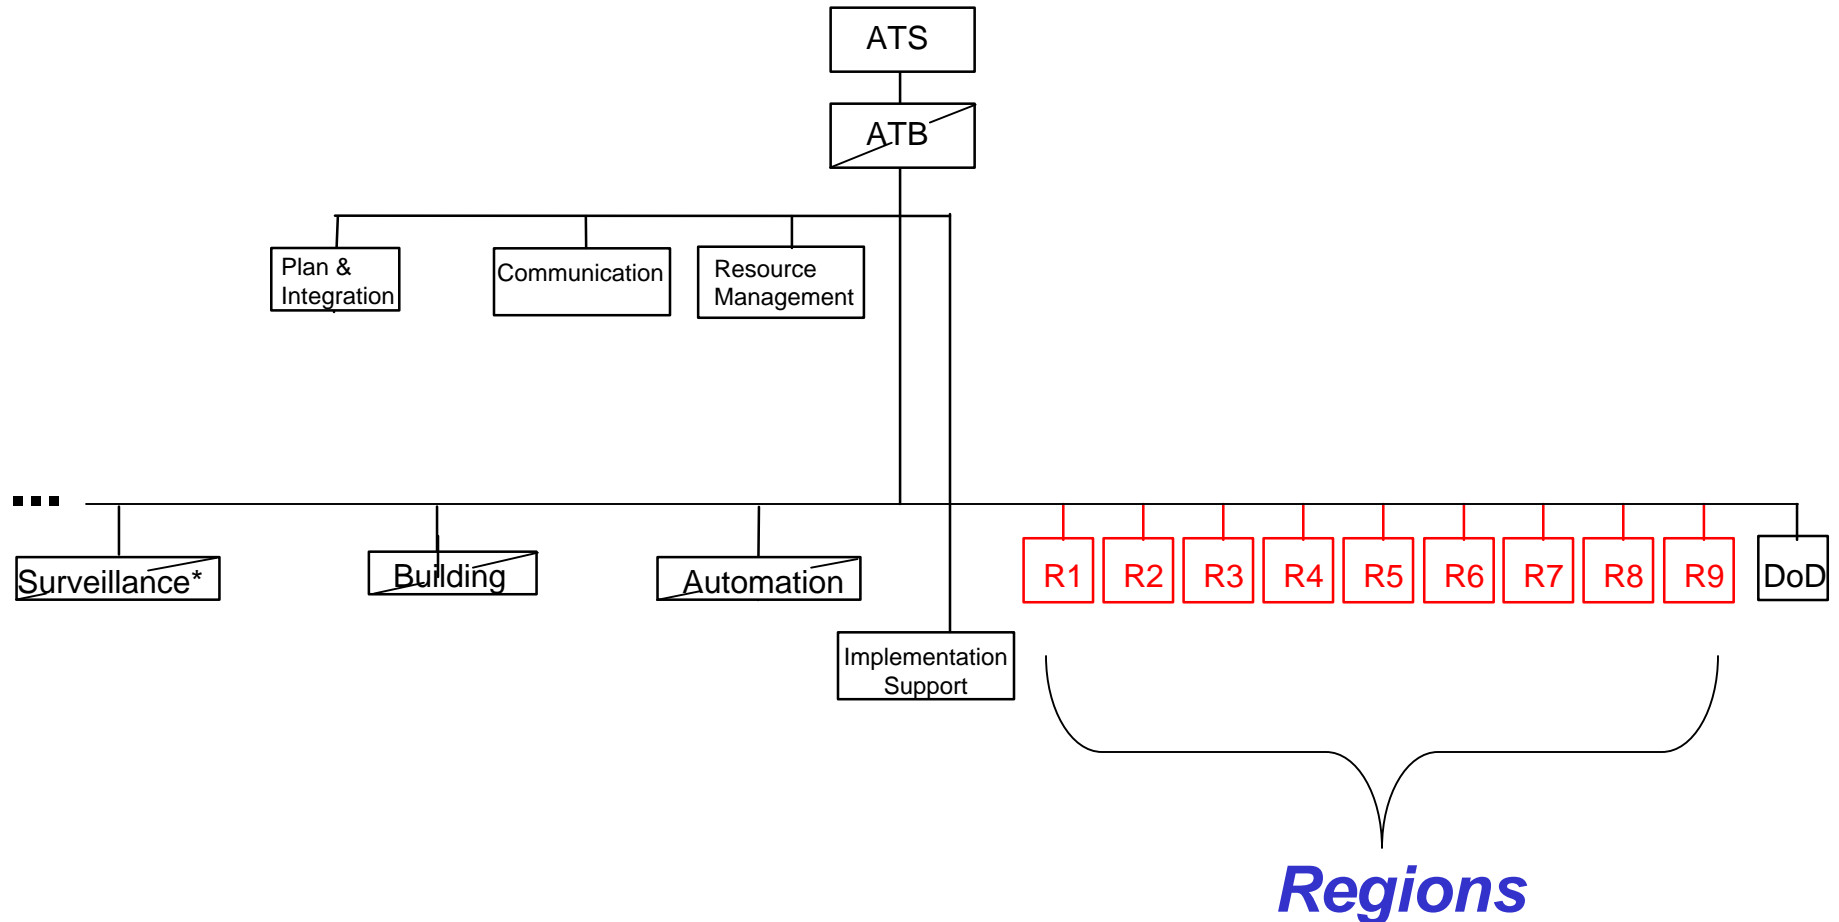 ATS
ATB
Plan &
Integration
Communication
Resource
Management
...
Surveillance*
Building
Automation
R1 R2 R3 R4 R5 R6 R7 R8 R9 DoD
Implementation
Support
Regions